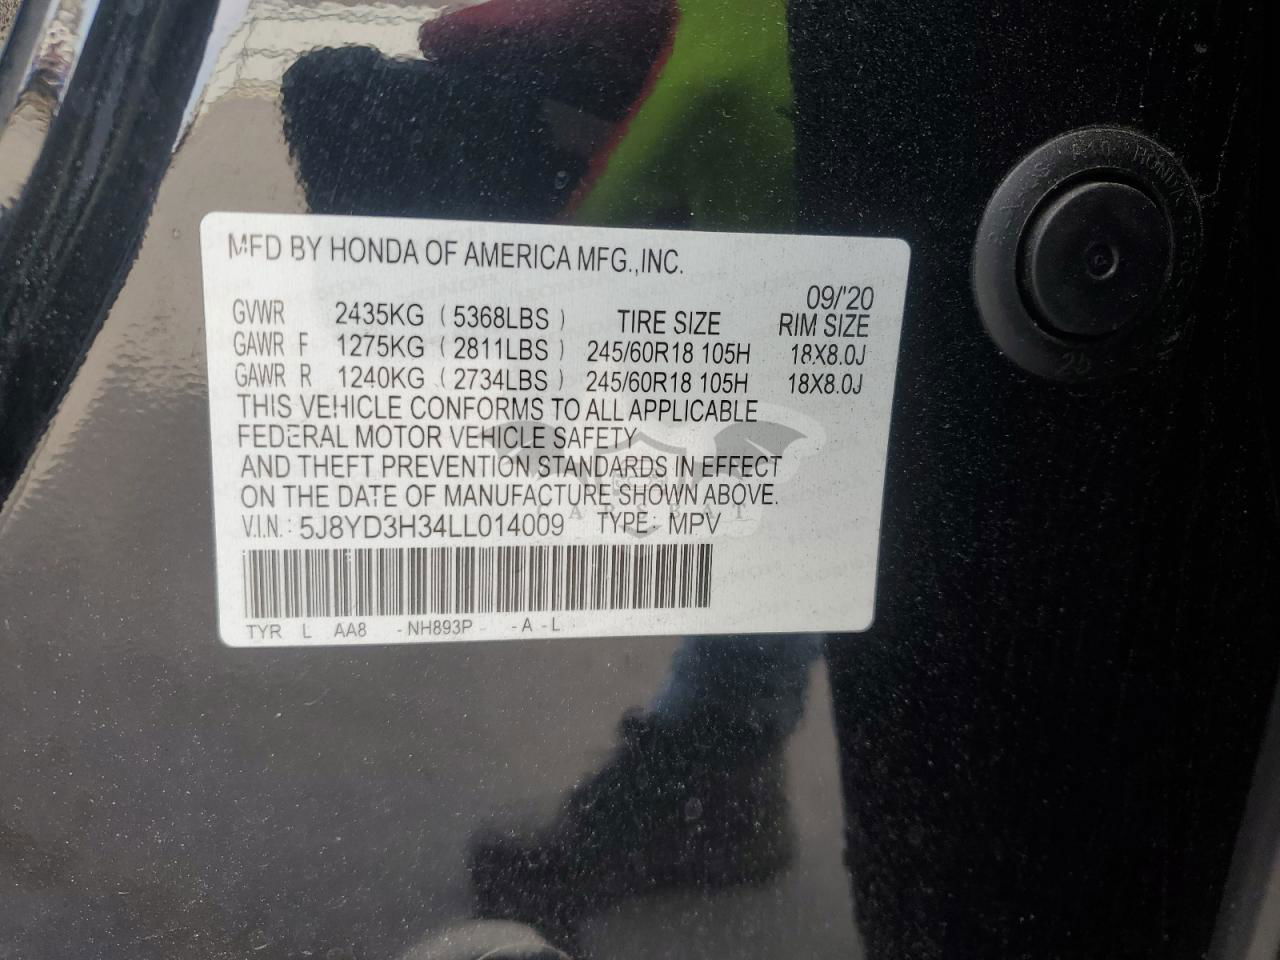 MFD BY HONDA OF AMERICA MFG.,INC.
09/'20
GVWR 2435KG ( 5368LBS ) TIRE SIZE RIM SIZE
GAWR F 1275KG ( 2811LBS ) 245/60R18 105H 18X8.0J
GAWR R 1240KG ( 2734LBS ) 245/60R18 105H 18X8.0J
THIS VEHICLE CONFORMS TO ALL APPLICABLE
FEDERAL MOTOR VEHICLE SAFETY
AND THEFT PREVENTION STANDARDS IN EFFECT
ON THE DATE OF MANUFACTURE SHOWN ABOVE.
V.I.N.: 5J8YD3H34LL014009 TYPE: MPV
TYR L AA8 -NH893P- -A -L
HONDA
25